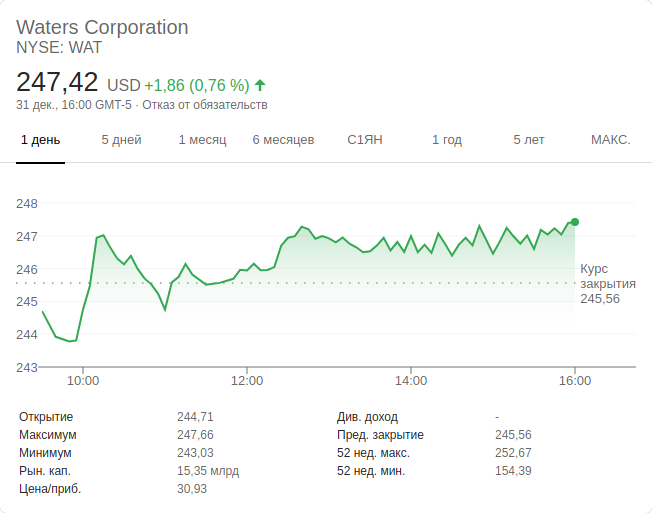 Waters Corporation
NYSE: WAT
247,42 USD +1,86 (0,76 %)
31 дек., 16:00 GMT-5 · Отказ от обязательств
1 день 5 дней 1 месяц 6 месяцев С1ЯН 1 год 5 лет МАКС.
248
247
246
245
244
243
Курс
закрытия
245,56
10:00 12:00 14:00 16:00
Открытие 244,71
Максимум 247,66
Минимум 243,03
Рын. кап. 15,35 млрд
Цена/приб. 30,93
Див. доход -
Пред. закрытие 245,56
52 нед. макс. 252,67
52 нед. мин. 154,39